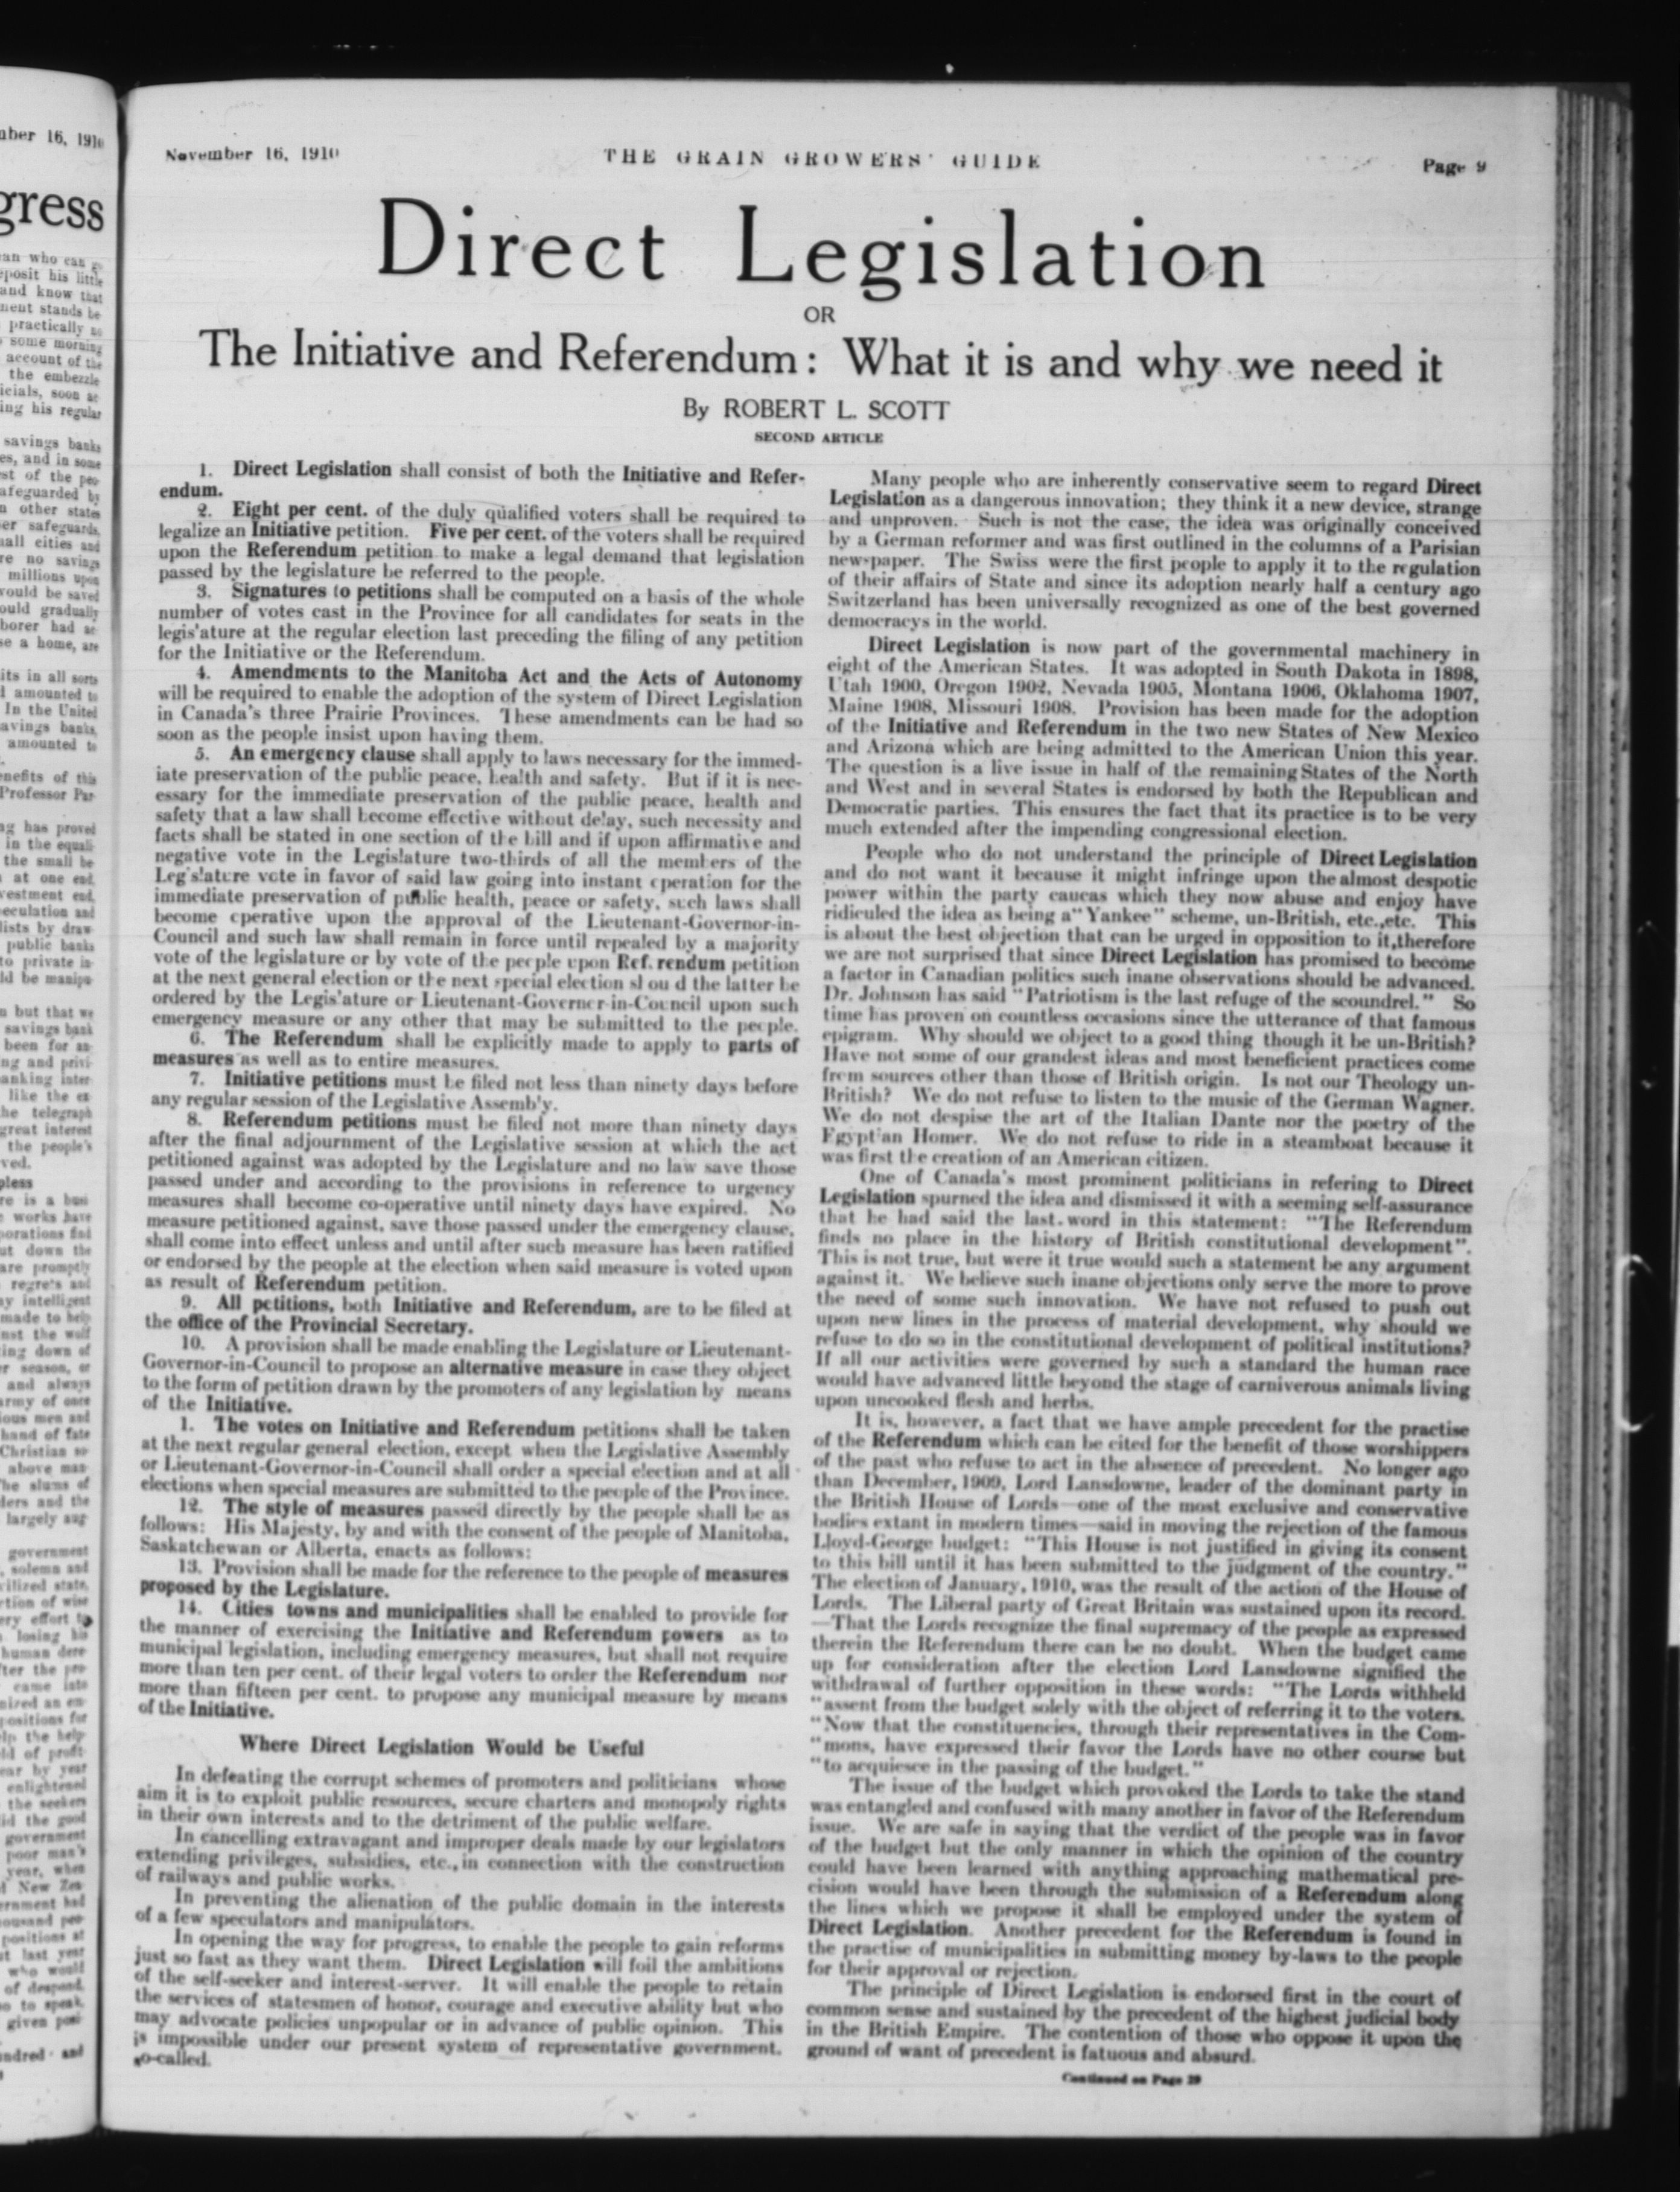 November 16, 1910
THE GRAIN GROWERS' GUIDE
Page 9
Direct Legislation
OR
The Initiative and Referendum: What it is and why we need it
By ROBERT L. SCOTT
SECOND ARTICLE
1. Direct Legislation shall consist of both the Initiative and Refer-
endum.
2. Eight per cent. of the duly qualified voters shall be required to
legalize an Initiative petition. Five per cent. of the voters shall be required
upon the Referendum petition to make a legal demand that legislation
passed by the legislature be referred to the people.
3. Signatures to petitions shall be computed on a basis of the whole
number of votes cast in the Province for all candidates for seats in the
legis'ature at the regular election last preceding the filing of any petition
for the Initiative or the Referendum.
4. Amendments to the Manitoba Act and the Acts of Autonomy
will be required to enable the adoption of the system of Direct Legislation
in Canada's three Prairie Provinces. These amendments can be had so
soon as the people insist upon having them.
5. An emergency clause shall apply to laws necessary for the immed-
iate preservation of the public peace, health and safety. But if it is nec-
essary for the immediate preservation of the public peace, health and
safety that a law shall become effective without delay, such necessity and
facts shall be stated in one section of the bill and if upon affirmative and
negative vote in the Legislature two-thirds of all the members of the
Leg's'ature vote in favor of said law going into instant operation for the
immediate preservation of public health, peace or safety, such laws shall
become operative upon the approval of the Lieutenant-Governor-in-
Council and such law shall remain in force until repealed by a majority
vote of the legislature or by vote of the people upon Ref. rendum petition
at the next general election or the next special election sl ou d the latter be
ordered by the Legis'ature or Lieutenant-Governor-in-Council upon such
emergency measure or any other that may be submitted to the people.
6. The Referendum shall be explicitly made to apply to parts of
measures as well as to entire measures.
7. Initiative petitions must be filed not less than ninety days before
any regular session of the Legislative Assemb'y.
8. Referendum petitions must be filed not more than ninety days
after the final adjournment of the Legislative session at which the act
petitioned against was adopted by the Legislature and no law save those
passed under and according to the provisions in reference to urgency
measures shall become co-operative until ninety days have expired. No
measure petitioned against, save those passed under the emergency clause,
shall come into effect unless and until after such measure has been ratified
or endorsed by the people at the election when said measure is voted upon
as result of Referendum petition.
9. All petitions, both Initiative and Referendum, are to be filed at
the office of the Provincial Secretary.
10. A provision shall be made enabling the Legislature or Lieutenant-
Governor-in-Council to propose an alternative measure in case they object
to the form of petition drawn by the promoters of any legislation by means
of the Initiative.
1. The votes on Initiative and Referendum petitions shall be taken
at the next regular general election, except when the Legislative Assembly
or Lieutenant-Governor-in-Council shall order a special election and at all
elections when special measures are submitted to the people of the Province.
12. The style of measures passed directly by the people shall be as
follows: His Majesty, by and with the consent of the people of Manitoba,
Saskatchewan or Alberta, enacts as follows:
13. Provision shall be made for the reference to the people of measures
proposed by the Legislature.
14. Cities towns and municipalities shall be enabled to provide for
the manner of exercising the Initiative and Referendum powers as to
municipal legislation, including emergency measures, but shall not require
more than ten per cent. of their legal voters to order the Referendum nor
more than fifteen per cent. to propose any municipal measure by means
of the Initiative.
Where Direct Legislation Would be Useful
In defeating the corrupt schemes of promoters and politicians whose
aim it is to exploit public resources, secure charters and monopoly rights
in their own interests and to the detriment of the public welfare.
In cancelling extravagant and improper deals made by our legislators
extending privileges, subsidies, etc., in connection with the construction
of railways and public works.
In preventing the alienation of the public domain in the interests
of a few speculators and manipulators.
In opening the way for progress, to enable the people to gain reforms
just so fast as they want them. Direct Legislation will foil the ambitions
of the self-seeker and interest-server. It will enable the people to retain
the services of statesmen of honor, courage and executive ability but who
may advocate policies unpopular or in advance of public opinion. This
is impossible under our present system of representative government.
so-called.
Many people who are inherently conservative seem to regard Direct
Legislation as a dangerous innovation; they think it a new device, strange
and unproven. Such is not the case, the idea was originally conceived
by a German reformer and was first outlined in the columns of a Parisian
newspaper. The Swiss were the first people to apply it to the regulation
of their affairs of State and since its adoption nearly half a century ago
Switzerland has been universally recognized as one of the best governed
democracys in the world.
Direct Legislation is now part of the governmental machinery in
eight of the American States. It was adopted in South Dakota in 1898,
Utah 1900, Oregon 1902, Nevada 1905, Montana 1906, Oklahoma 1907,
Maine 1908, Missouri 1908. Provision has been made for the adoption
of the Initiative and Referendum in the two new States of New Mexico
and Arizona which are being admitted to the American Union this year.
The question is a live issue in half of the remaining States of the North
and West and in several States is endorsed by both the Republican and
Democratic parties. This ensures the fact that its practice is to be very
much extended after the impending congressional election.
People who do not understand the principle of Direct Legislation
and do not want it because it might infringe upon the almost despotic
power within the party caucas which they now abuse and enjoy have
ridiculed the idea as being a "Yankee" scheme, un-British, etc., etc. This
is about the best objection that can be urged in opposition to it, therefore
we are not surprised that since Direct Legislation has promised to become
a factor in Canadian politics such inane observations should be advanced.
Dr. Johnson has said "Patriotism is the last refuge of the scoundrel." So
time has proven on countless occasions since the utterance of that famous
epigram. Why should we object to a good thing though it be un-British?
Have not some of our grandest ideas and most beneficient practices come
from sources other than those of British origin. Is not our Theology un-
British? We do not refuse to listen to the music of the German Wagner.
We do not despise the art of the Italian Dante nor the poetry of the
Egypt'an Homer. We do not refuse to ride in a steamboat because it
was first the creation of an American citizen.
One of Canada's most prominent politicians in refering to Direct
Legislation spurned the idea and dismissed it with a seeming self-assurance
that he had said the last word in this statement: "The Referendum
finds no place in the history of British constitutional development".
This is not true, but were it true would such a statement be any argument
against it. We believe such inane objections only serve the more to prove
the need of some such innovation. We have not refused to push out
upon new lines in the process of material development, why should we
refuse to do so in the constitutional development of political institutions?
If all our activities were governed by such a standard the human race
would have advanced little beyond the stage of carniverous animals living
upon uncooked flesh and herbs.
It is, however, a fact that we have ample precedent for the practise
of the Referendum which can be cited for the benefit of those worshippers
of the past who refuse to act in the absence of precedent. No longer ago
than December, 1909, Lord Lansdowne, leader of the dominant party in
the British House of Lords—one of the most exclusive and conservative
bodies extant in modern times—said in moving the rejection of the famous
Lloyd-George budget: "This House is not justified in giving its consent
to this bill until it has been submitted to the judgment of the country."
The election of January, 1910, was the result of the action of the House of
Lords. The Liberal party of Great Britain was sustained upon its record.
—That the Lords recognize the final supremacy of the people as expressed
therein the Referendum there can be no doubt. When the budget came
up for consideration after the election Lord Lansdowne signified the
withdrawal of further opposition in these words: "The Lords withheld
"assent from the budget solely with the object of referring it to the voters.
"Now that the constituencies, through their representatives in the Com-
"mons, have expressed their favor the Lords have no other course but
"to acquiesce in the passing of the budget."
The issue of the budget which provoked the Lords to take the stand
was entangled and confused with many another in favor of the Referendum
issue. We are safe in saying that the verdict of the people was in favor
of the budget but the only manner in which the opinion of the country
could have been learned with anything approaching mathematical pre-
cision would have been through the submission of a Referendum along
the lines which we propose it shall be employed under the system of
Direct Legislation. Another precedent for the Referendum is found in
the practise of municipalities in submitting money by-laws to the people
for their approval or rejection.
The principle of Direct Legislation is endorsed first in the court of
common sense and sustained by the precedent of the highest judicial body
in the British Empire. The contention of those who oppose it upon the
ground of want of precedent is fatuous and absurd.
Continued on Page 29